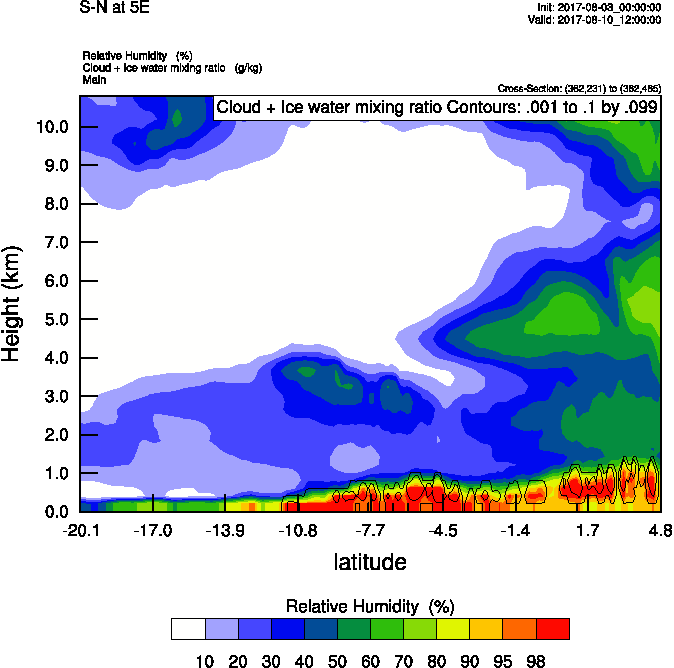 S-N at 5E
Init: 2017-08-03_00:00:00
Valid: 2017-08-10_12:00:00
Relative Humidity (%)
Cloud + Ice water mixing ratio (g/kg)
Main
Cross-Section: (362,231) to (362,485)
Cloud + Ice water mixing ratio Contours: .001 to .1 by .099
10.0
9.0
8.0
7.0
6.0
5.0
4.0
3.0
2.0
1.0
0.0
Height (km)
-20.1 -17.0 -13.9 -10.8 -7.7 -4.5 -1.4 1.7 4.8
latitude
Relative Humidity (%)
10 20 30 40 50 60 70 80 90 95 98